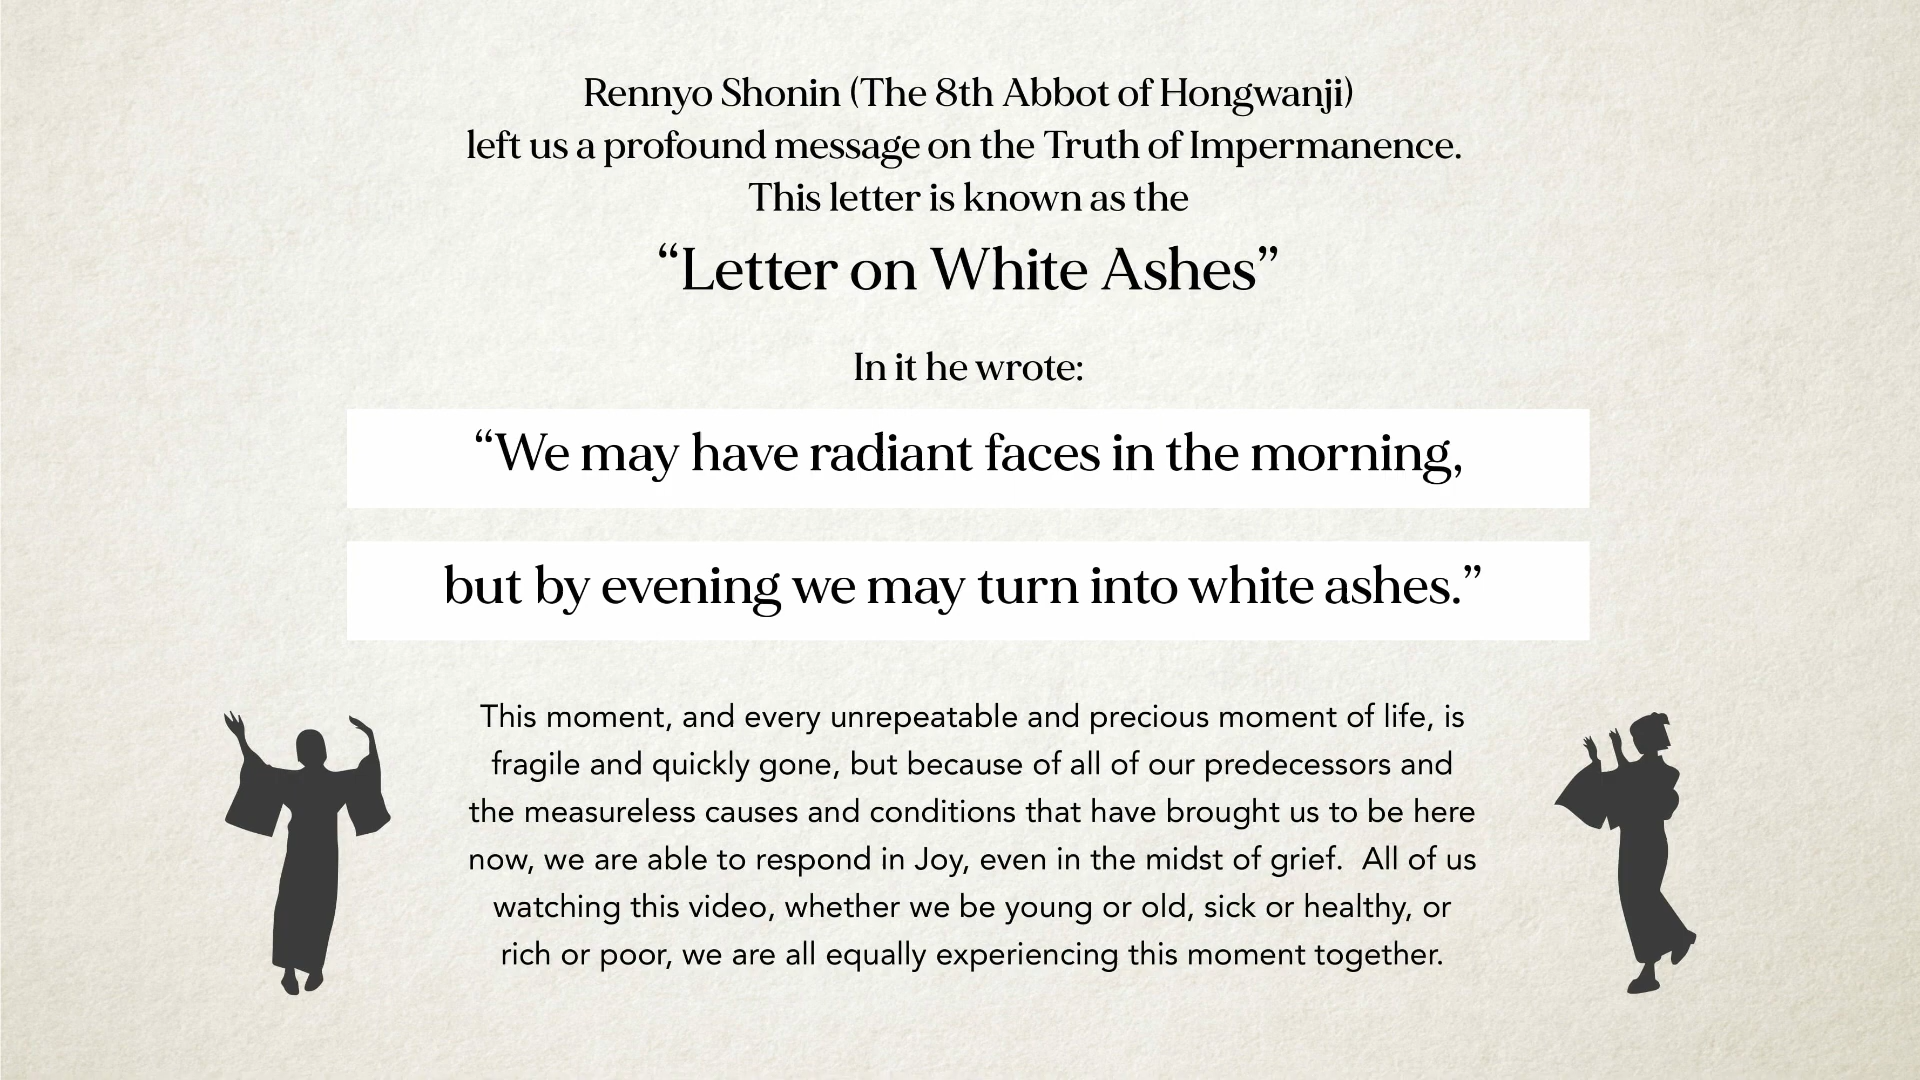 Rennyo Shonin (The 8th Abbot of Hongwanji)
left us a profound message on the Truth of Impermanence.
This letter is known as the
“Letter on White Ashes”
In it he wrote:
“We may have radiant faces in the morning,
but by evening we may turn into white ashes.”
This moment, and every unrepeatable and precious moment of life, is
fragile and quickly gone, but because of all of our predecessors and
the measureless causes and conditions that have brought us to be here
now, we are able to respond in Joy, even in the midst of grief.  All of us
watching this video, whether we be young or old, sick or healthy, or
rich or poor, we are all equally experiencing this moment together.